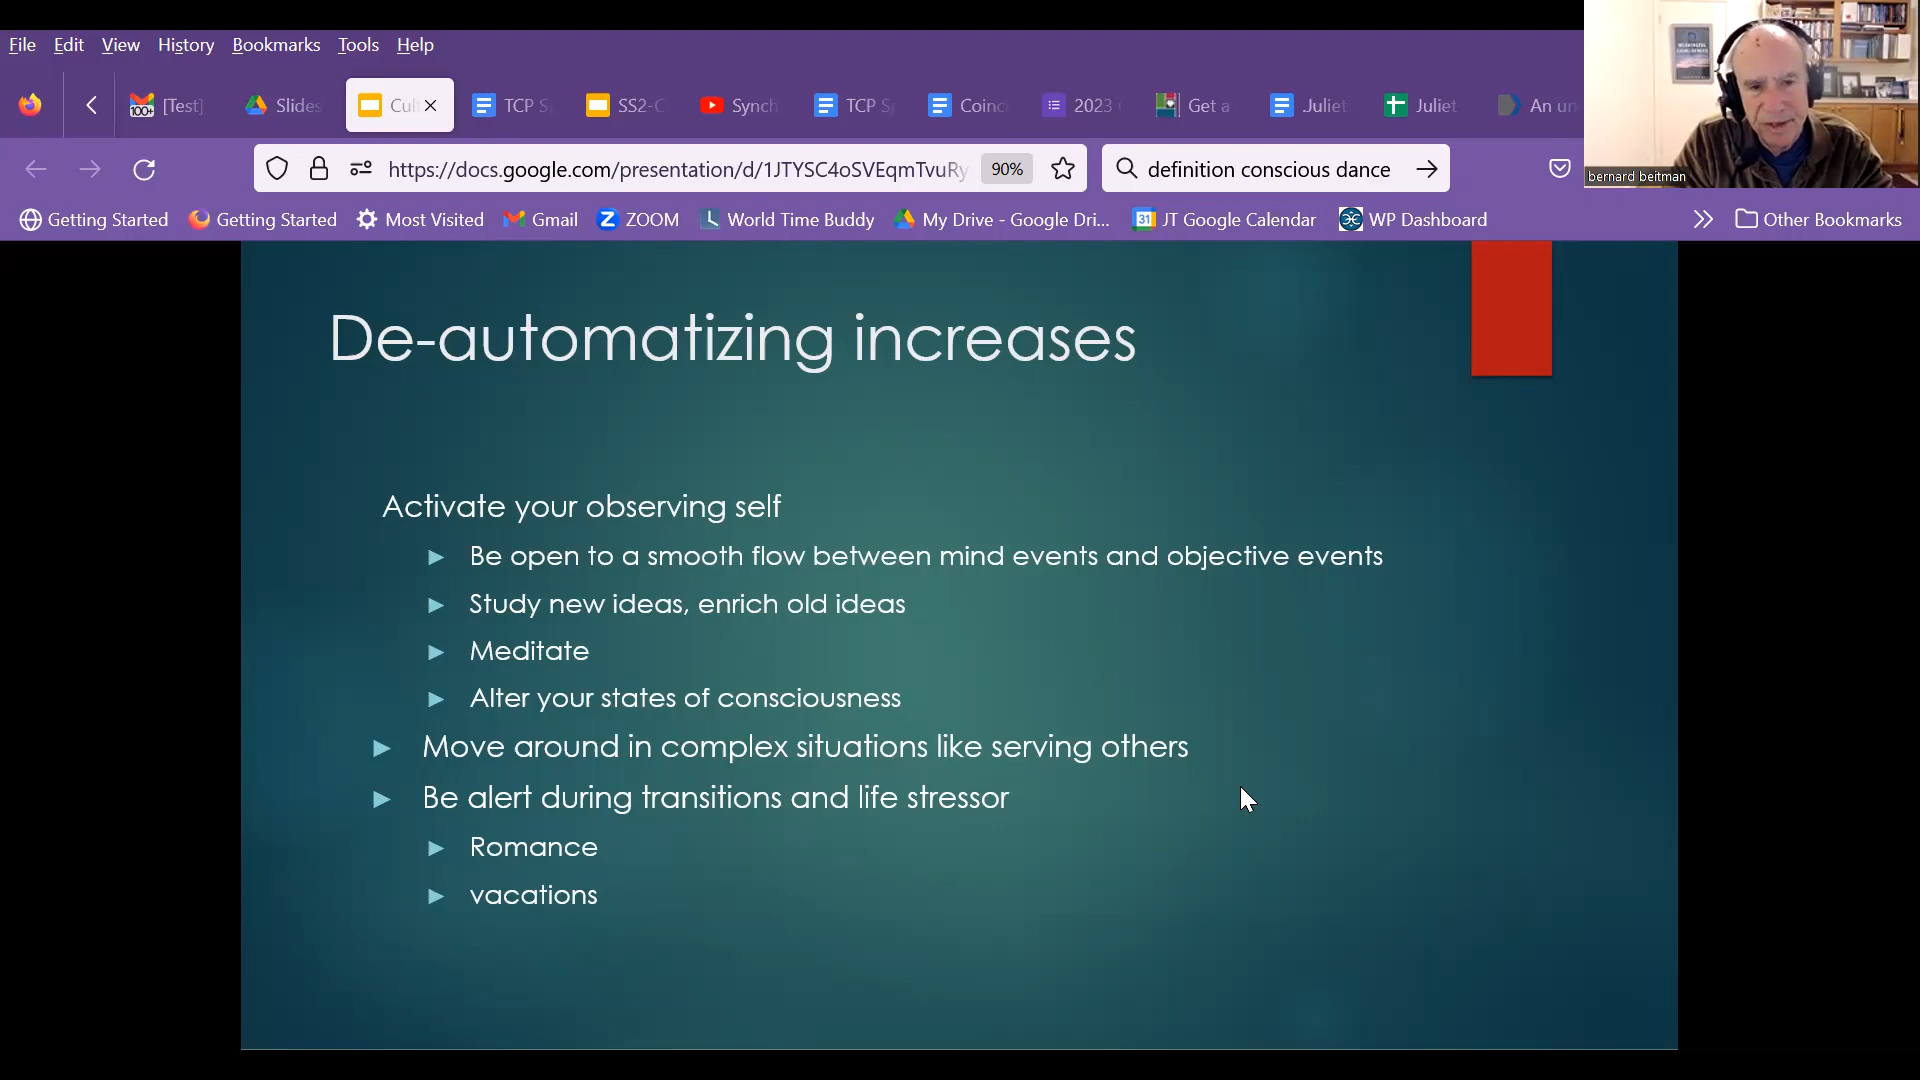 File Edit View History Bookmarks Tools Help
100+ [Test] Slides Cul TCP S SS2-C Synch TCP S Coinc 2023 Get a .Juliet Juliet An un
https://docs.google.com/presentation/d/1JTYSC4oSVEqmTvuRy 90% definition conscious dance
bernard beitman
Getting Started Getting Started Most Visited Gmail ZOOM World Time Buddy My Drive - Google Dri... 31 JT Google Calendar WP Dashboard Other Bookmarks
De-automatizing increases
Activate your observing self
Be open to a smooth flow between mind events and objective events
Study new ideas, enrich old ideas
Meditate
Alter your states of consciousness
Move around in complex situations like serving others
Be alert during transitions and life stressor
Romance
vacations